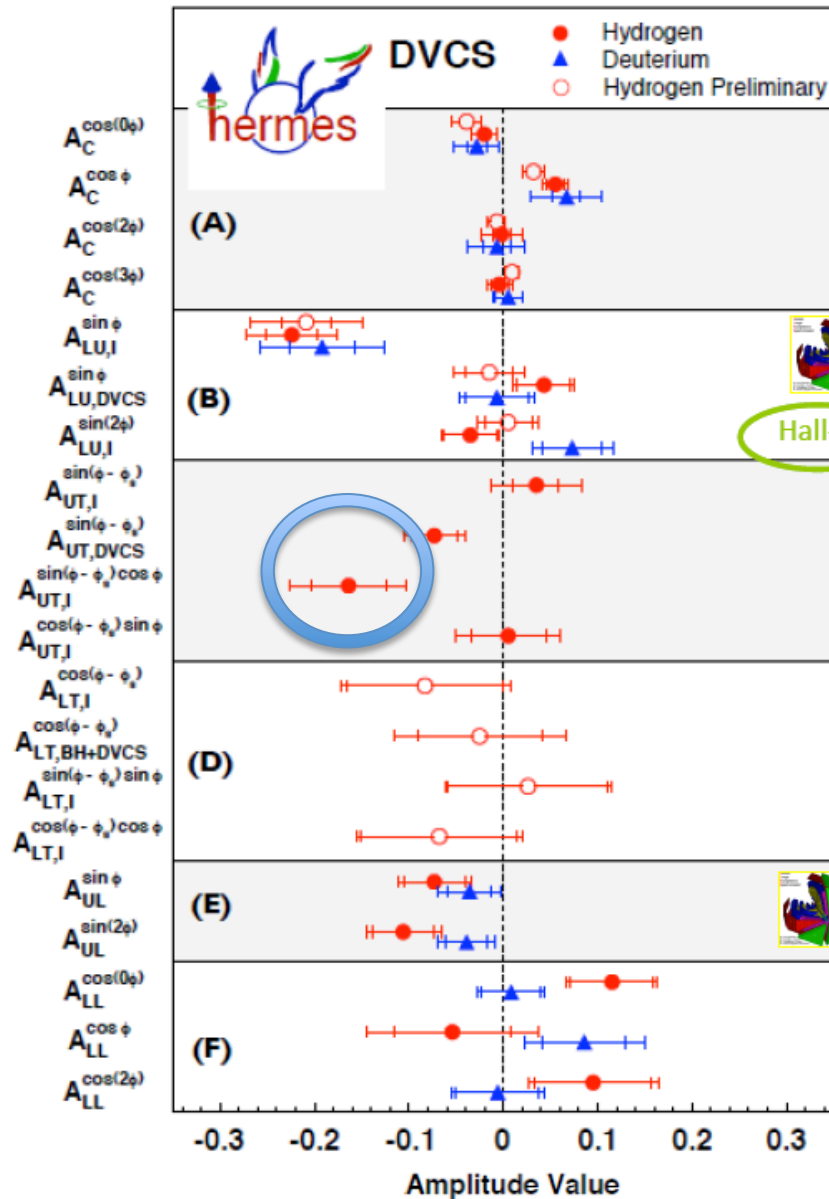 hermes
DVCS
Hydrogen
Deuterium
Hydrogen Preliminary
A_C^cos(0ϕ)
A_C^cos ϕ
(A)
A_C^cos(2ϕ)
A_C^cos(3ϕ)
A_LU,I^sin ϕ
A_LU,DVCS^sin ϕ
(B)
A_LU,I^sin(2ϕ)
Hall
A_UT,I^sin(ϕ - ϕ_s)
A_UT,DVCS^sin(ϕ - ϕ_s)
A_UT,I^sin(ϕ - ϕ_s) cos ϕ
A_UT,I^cos(ϕ - ϕ_s) sin ϕ
A_LT,I^cos(ϕ - ϕ_s)
A_LT,BH+DVCS^cos(ϕ - ϕ_s)
(D)
A_LT,I^sin(ϕ - ϕ_s) sin ϕ
A_LT,I^cos(ϕ - ϕ_s) cos ϕ
A_UL^sin ϕ
(E)
A_UL^sin(2ϕ)
A_LL^cos(0ϕ)
A_LL^cos ϕ
(F)
A_LL^cos(2ϕ)
-0.3 -0.2 -0.1 0 0.1 0.2 0.3
Amplitude Value